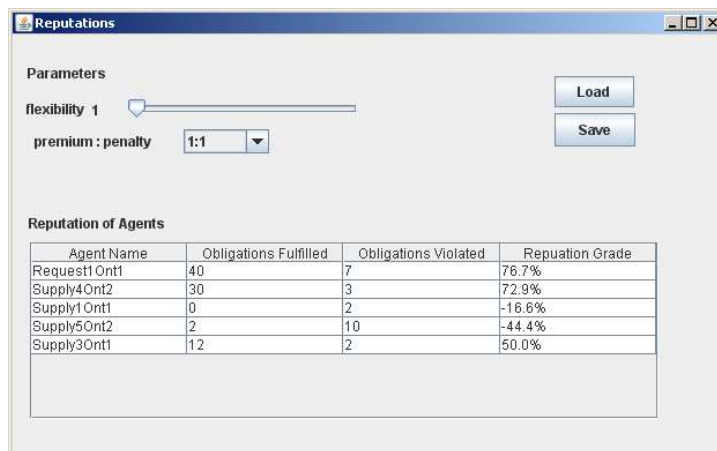 Reputations
Parameters
flexibility 1
Load
premium : penalty 1:1
Save
Reputation of Agents
Agent Name Obligations Fulfilled Obligations Violated Repuation Grade
Request1Ont1 40 7 76.7%
Supply4Ont2 30 3 72.9%
Supply1Ont1 0 2 -16.6%
Supply5Ont2 2 10 -44.4%
Supply3Ont1 12 2 50.0%